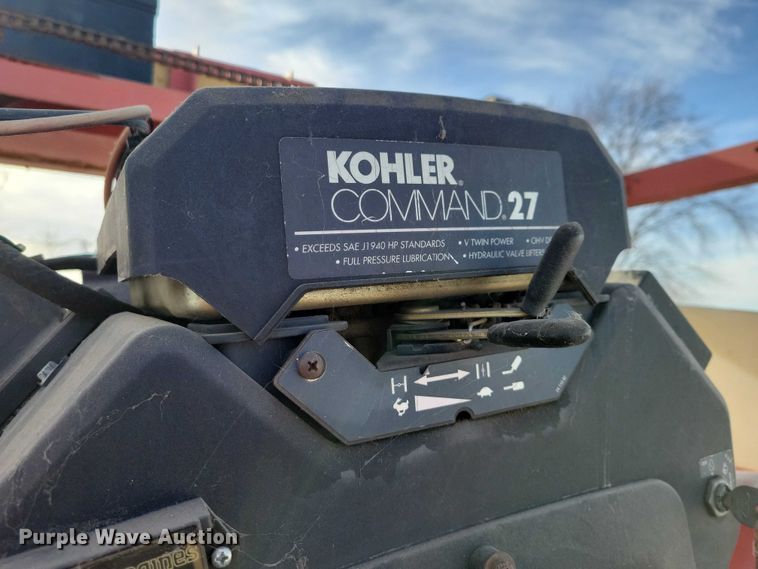 KOHLER.
COMMAND. 27
• EXCEEDS SAE J1940 HP STANDARDS • V TWIN POWER • OHV
• FULL PRESSURE LUBRICATION • HYDRAULIC VALVE LIFTERS
Purple Wave Auction